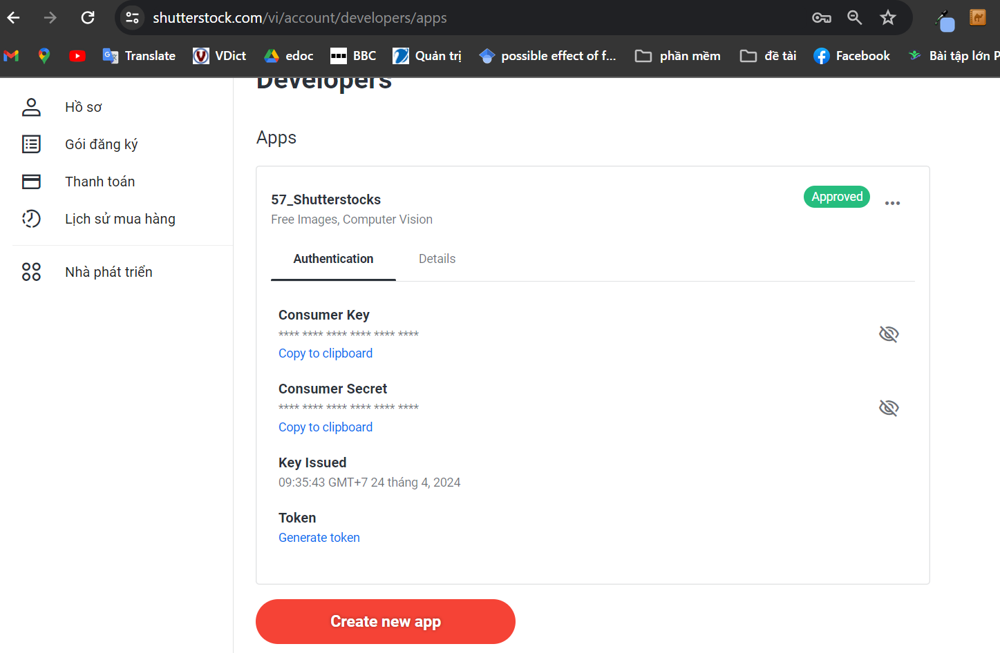 shutterstock.com/vi/account/developers/apps
Translate VDict edoc BBC Quản trị possible effect of f... phần mềm đề tài Facebook Bài tập lớn P
Developers
Hồ sơ
Gói đăng ký
Thanh toán
Lịch sử mua hàng
Nhà phát triển
Apps
57_Shutterstocks
Approved
Free Images, Computer Vision
Authentication Details
Consumer Key
**** **** **** **** **** ****
Copy to clipboard
Consumer Secret
**** **** **** **** **** ****
Copy to clipboard
Key Issued
09:35:43 GMT+7 24 tháng 4, 2024
Token
Generate token
Create new app